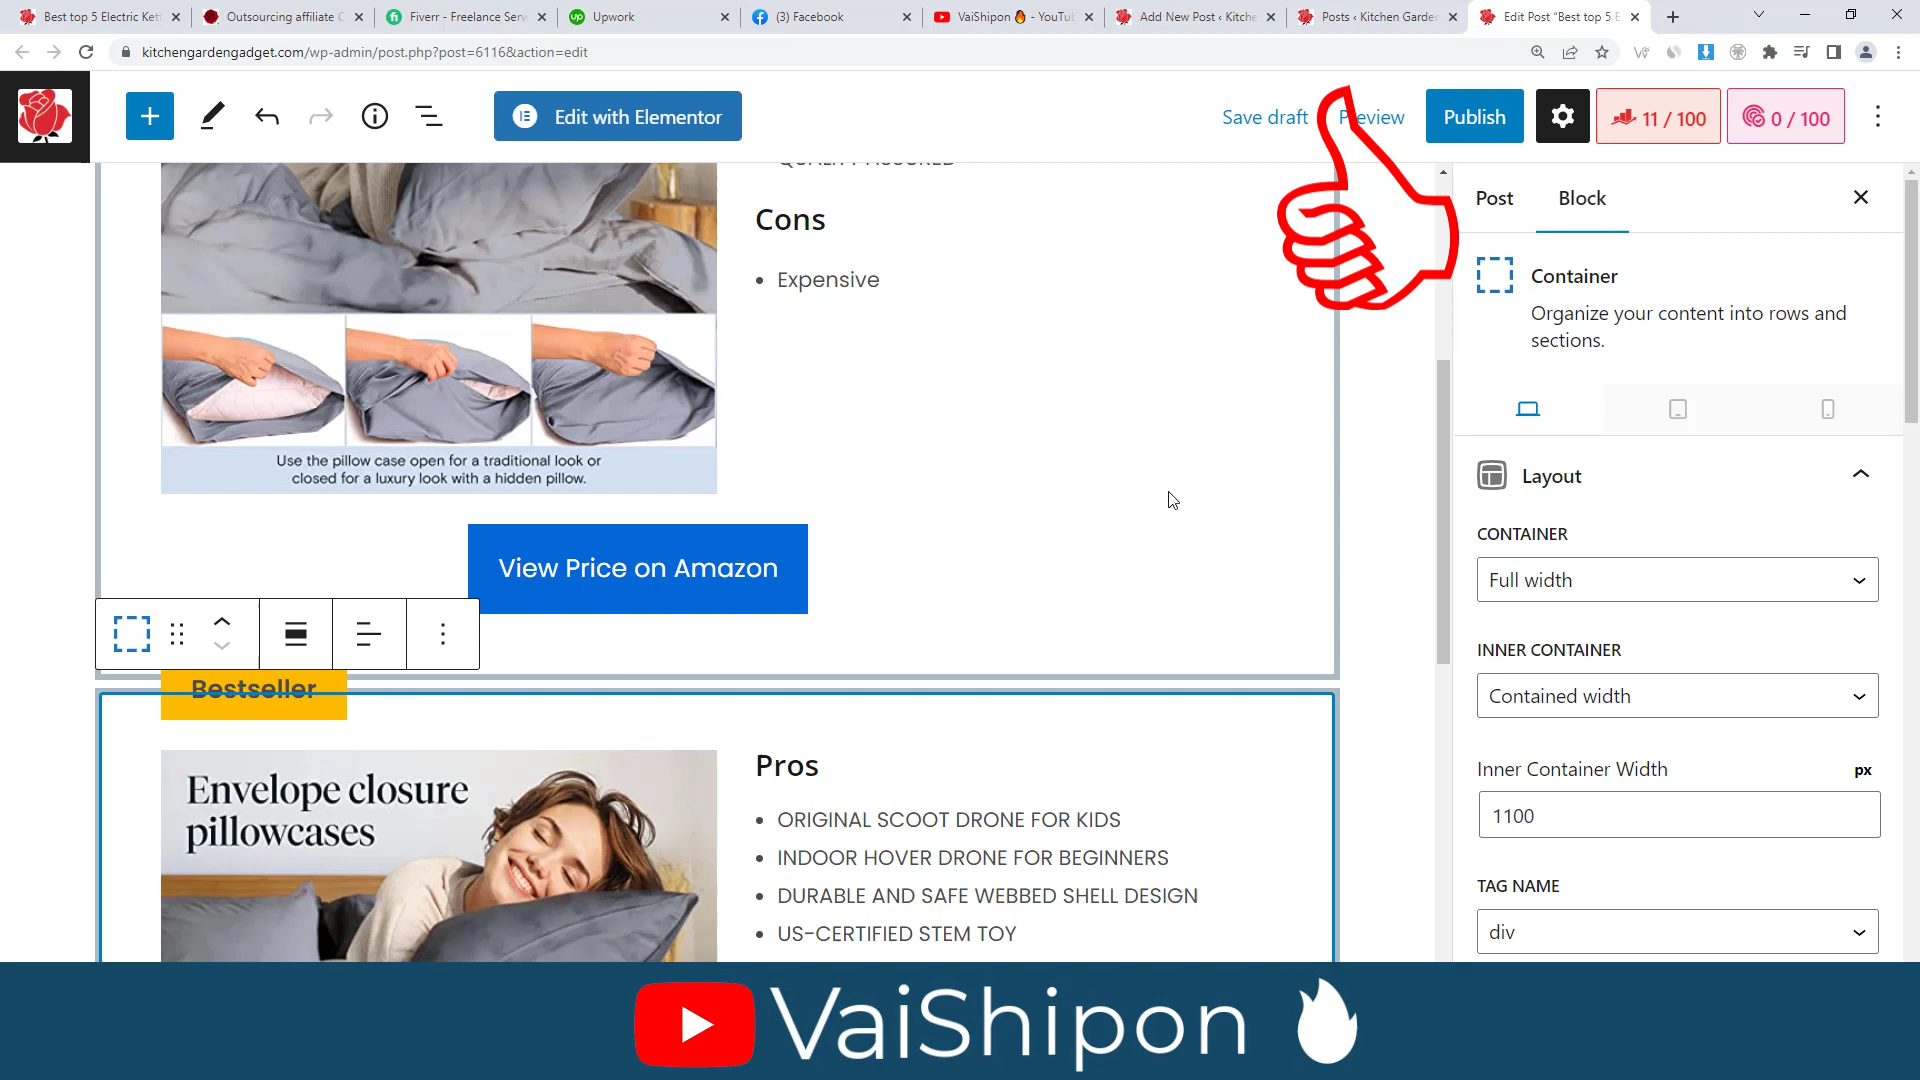 Best top 5 Electric Kett
Outsourcing affiliate C
Fiverr - Freelance Serv
Upwork
(3) Facebook
VaiShipon 🔥 - YouTub
Add New Post ‹ Kitche
Posts ‹ Kitchen Garden
Edit Post "Best top 5 E
kitchengardengadget.com/wp-admin/post.php?post=6116&action=edit
Edit with Elementor
Save draft
Preview
Publish
11 / 100
0 / 100
QUALITY ASSURED
Cons
Expensive
Use the pillow case open for a traditional look or
closed for a luxury look with a hidden pillow.
View Price on Amazon
Bestseller
Envelope closure
pillowcases
Pros
ORIGINAL SCOOT DRONE FOR KIDS
INDOOR HOVER DRONE FOR BEGINNERS
DURABLE AND SAFE WEBBED SHELL DESIGN
US-CERTIFIED STEM TOY
Post
Block
Container
Organize your content into rows and
sections.
Layout
CONTAINER
Full width
INNER CONTAINER
Contained width
Inner Container Width
px
1100
TAG NAME
div
VaiShipon